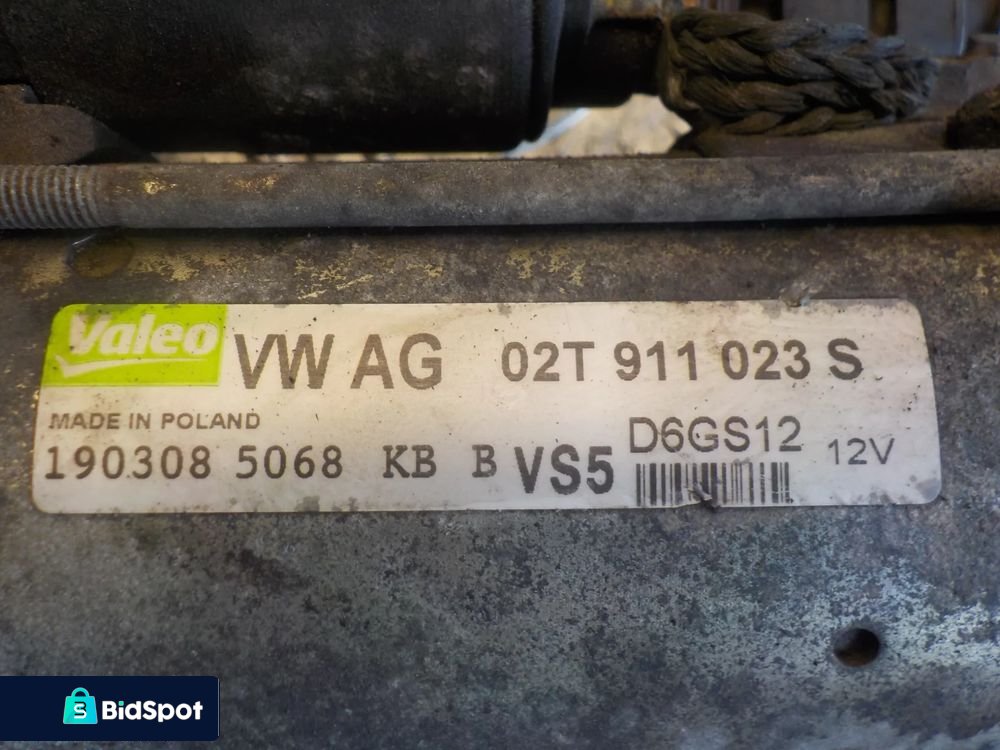 Valeo VW AG 02T 911 023 S
MADE IN POLAND
190308 5068 KB B VS5 D6GS12 12V
S BidSpot